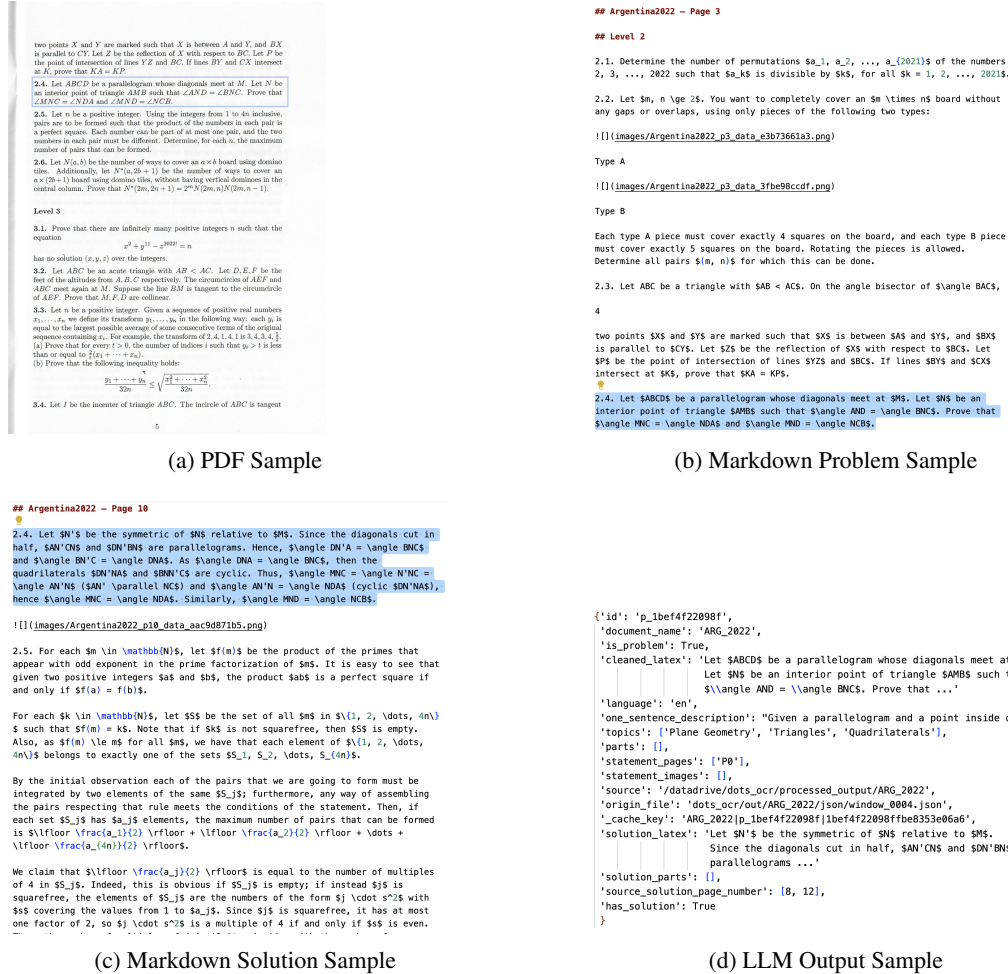 two points X and Y are marked such that X is between A and Y, and BX
is parallel to CY. Let Z be the reflection of X with respect to BC. Let P be
the point of intersection of lines YZ and BC. If lines BY and CX intersect
at K, prove that KA = KP.
2.4. Let ABCD be a parallelogram whose diagonals meet at M. Let N be
an interior point of triangle AMB such that ∠AND = ∠BNC. Prove that
∠MNC = ∠NDA and ∠MND = ∠NCB.
2.5. Let n be a positive integer. Using the integers from 1 to 4n inclusive,
pairs are to be formed such that the product of the numbers in each pair is
a perfect square. Each number can be part of at most one pair, and the two
numbers in each pair must be different. Determine, for each n, the maximum
number of pairs that can be formed.
2.6. Let N(a, b) be the number of ways to cover an a × b board using domino
tiles. Additionally, let N*(a, 2b + 1) be the number of ways to cover an
a × (2b+1) board using domino tiles, without having vertical dominoes in the
central column. Prove that N*(2m, 2n + 1) = 2^m N(2m, n)N(2m, n − 1).
Level 3
3.1. Prove that there are infinitely many positive integers n such that the
equation
x² + y¹¹ − z²⁰²²! = n
has no solution (x, y, z) over the integers.
3.2. Let ABC be an acute triangle with AB < AC. Let D, E, F be the
feet of the altitudes from A, B, C respectively. The circumcircles of AEF and
ABC meet again at M. Suppose the line BM is tangent to the circumcircle
of AEF. Prove that M, F, D are collinear.
3.3. Let n be a positive integer. Given a sequence of positive real numbers
x₁, . . . , xₙ we define its transform y₁, . . . , yₙ in the following way: each yᵢ is
equal to the largest possible average of some consecutive terms of the original
sequence containing xᵢ. For example, the transform of 2, 4, 1, 4, 1 is 3, 4, 3, 4, 5/2.
(a) Prove that for every t > 0, the number of indices i such that yᵢ > t is less
than or equal to 2/t (x₁ + · · · + xₙ).
(b) Prove that the following inequality holds:
(y₁ + · · · + yₙ)/32n ≤ √((x₁² + · · · + xₙ²)/32n).
3.4. Let I be the incenter of triangle ABC. The incircle of ABC is tangent
5
(a) PDF Sample
## Argentina2022 — Page 3
## Level 2
2.1. Determine the number of permutations $a_1, a_2, ..., a_{2021}$ of the numbers
2, 3, ..., 2022 such that $a_k$ is divisible by $k$, for all $k = 1, 2, ..., 2021$.
2.2. Let $m, n \ge 2$. You want to completely cover an $m \times n$ board without
any gaps or overlaps, using only pieces of the following two types:
![](images/Argentina2022_p3_data_e3b73661a3.png)
Type A
![](images/Argentina2022_p3_data_3fbe98ccdf.png)
Type B
Each type A piece must cover exactly 4 squares on the board, and each type B piece
must cover exactly 5 squares on the board. Rotating the pieces is allowed.
Determine all pairs $(m, n)$ for which this can be done.
2.3. Let ABC be a triangle with $AB < AC$. On the angle bisector of $\angle BAC$,
4
two points $X$ and $Y$ are marked such that $X$ is between $A$ and $Y$, and $BX$
is parallel to $CY$. Let $Z$ be the reflection of $X$ with respect to $BC$. Let
$P$ be the point of intersection of lines $YZ$ and $BC$. If lines $BY$ and $CX$
intersect at $K$, prove that $KA = KP$.
2.4. Let $ABCD$ be a parallelogram whose diagonals meet at $M$. Let $N$ be an
interior point of triangle $AMB$ such that $\angle AND = \angle BNC$. Prove that
$\angle MNC = \angle NDA$ and $\angle MND = \angle NCB$.
(b) Markdown Problem Sample
## Argentina2022 — Page 10
2.4. Let $N'$ be the symmetric of $N$ relative to $M$. Since the diagonals cut in
half, $AN'CN$ and $DN'BN$ are parallelograms. Hence, $\angle DN'A = \angle BNC$
and $\angle BN'C = \angle DNA$. As $\angle DNA = \angle BNC$, then the
quadrilaterals $DN'NA$ and $BNN'C$ are cyclic. Thus, $\angle MNC = \angle N'NC =
\angle AN'N$ ($AN' \parallel NC$) and $\angle AN'N = \angle NDA$ (cyclic $DN'NA$),
hence $\angle MNC = \angle NDA$. Similarly, $\angle MND = \angle NCB$.
![](images/Argentina2022_p10_data_aac9d871b5.png)
2.5. For each $m \in \mathbb{N}$, let $f(m)$ be the product of the primes that
appear with odd exponent in the prime factorization of $m$. It is easy to see that
given two positive integers $a$ and $b$, the product $ab$ is a perfect square if
and only if $f(a) = f(b)$.
For each $k \in \mathbb{N}$, let $S$ be the set of all $m$ in $\{1, 2, \dots, 4n\}
$ such that $f(m) = k$. Note that if $k$ is not squarefree, then $S$ is empty.
Also, as $f(m) \le m$ for all $m$, we have that each element of $\{1, 2, \dots,
4n\}$ belongs to exactly one of the sets $S_1, S_2, \dots, S_{4n}$.
By the initial observation each of the pairs that we are going to form must be
integrated by two elements of the same $S_j$; furthermore, any way of assembling
the pairs respecting that rule meets the conditions of the statement. Then, if
each set $S_j$ has $a_j$ elements, the maximum number of pairs that can be formed
is $\lfloor \frac{a_1}{2} \rfloor + \lfloor \frac{a_2}{2} \rfloor + \dots +
\lfloor \frac{a_{4n}}{2} \rfloor$.
We claim that $\lfloor \frac{a_j}{2} \rfloor$ is equal to the number of multiples
of 4 in $S_j$. Indeed, this is obvious if $S_j$ is empty; if instead $j$ is
squarefree, the elements of $S_j$ are the numbers of the form $j \cdot s^2$ with
$s$ covering the values from 1 to $a_j$. Since $j$ is squarefree, it has at most
one factor of 2, so $j \cdot s^2$ is a multiple of 4 if and only if $s$ is even.
(c) Markdown Solution Sample
{'id': 'p_1bef4f22098f',
'document_name': 'ARG_2022',
'is_problem': True,
'cleaned_latex': 'Let $ABCD$ be a parallelogram whose diagonals meet at
Let $N$ be an interior point of triangle $AMB$ such t
$\\angle AND = \\angle BNC$. Prove that ...'
'language': 'en',
'one_sentence_description': "Given a parallelogram and a point inside
'topics': ['Plane Geometry', 'Triangles', 'Quadrilaterals'],
'parts': [],
'statement_pages': ['P0'],
'statement_images': [],
'source': '/datadrive/dots_ocr/processed_output/ARG_2022',
'origin_file': 'dots_ocr/out/ARG_2022/json/window_0004.json',
'_cache_key': 'ARG_2022|p_1bef4f22098f|1bef4f22098ffbe8353e06a6',
'solution_latex': 'Let $N'$ be the symmetric of $N$ relative to $M$.
Since the diagonals cut in half, $AN'CN$ and $DN'BN$
parallelograms ...'
'solution_parts': [],
'source_solution_page_number': [8, 12],
'has_solution': True
}
(d) LLM Output Sample